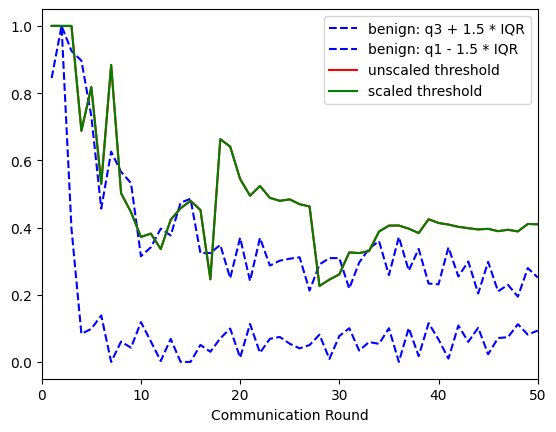 benign: q3 + 1.5 * IQR
benign: q1 - 1.5 * IQR
unscaled threshold
scaled threshold
1.0
0.8
0.6
0.4
0.2
0.0
0 10 20 30 40 50
Communication Round